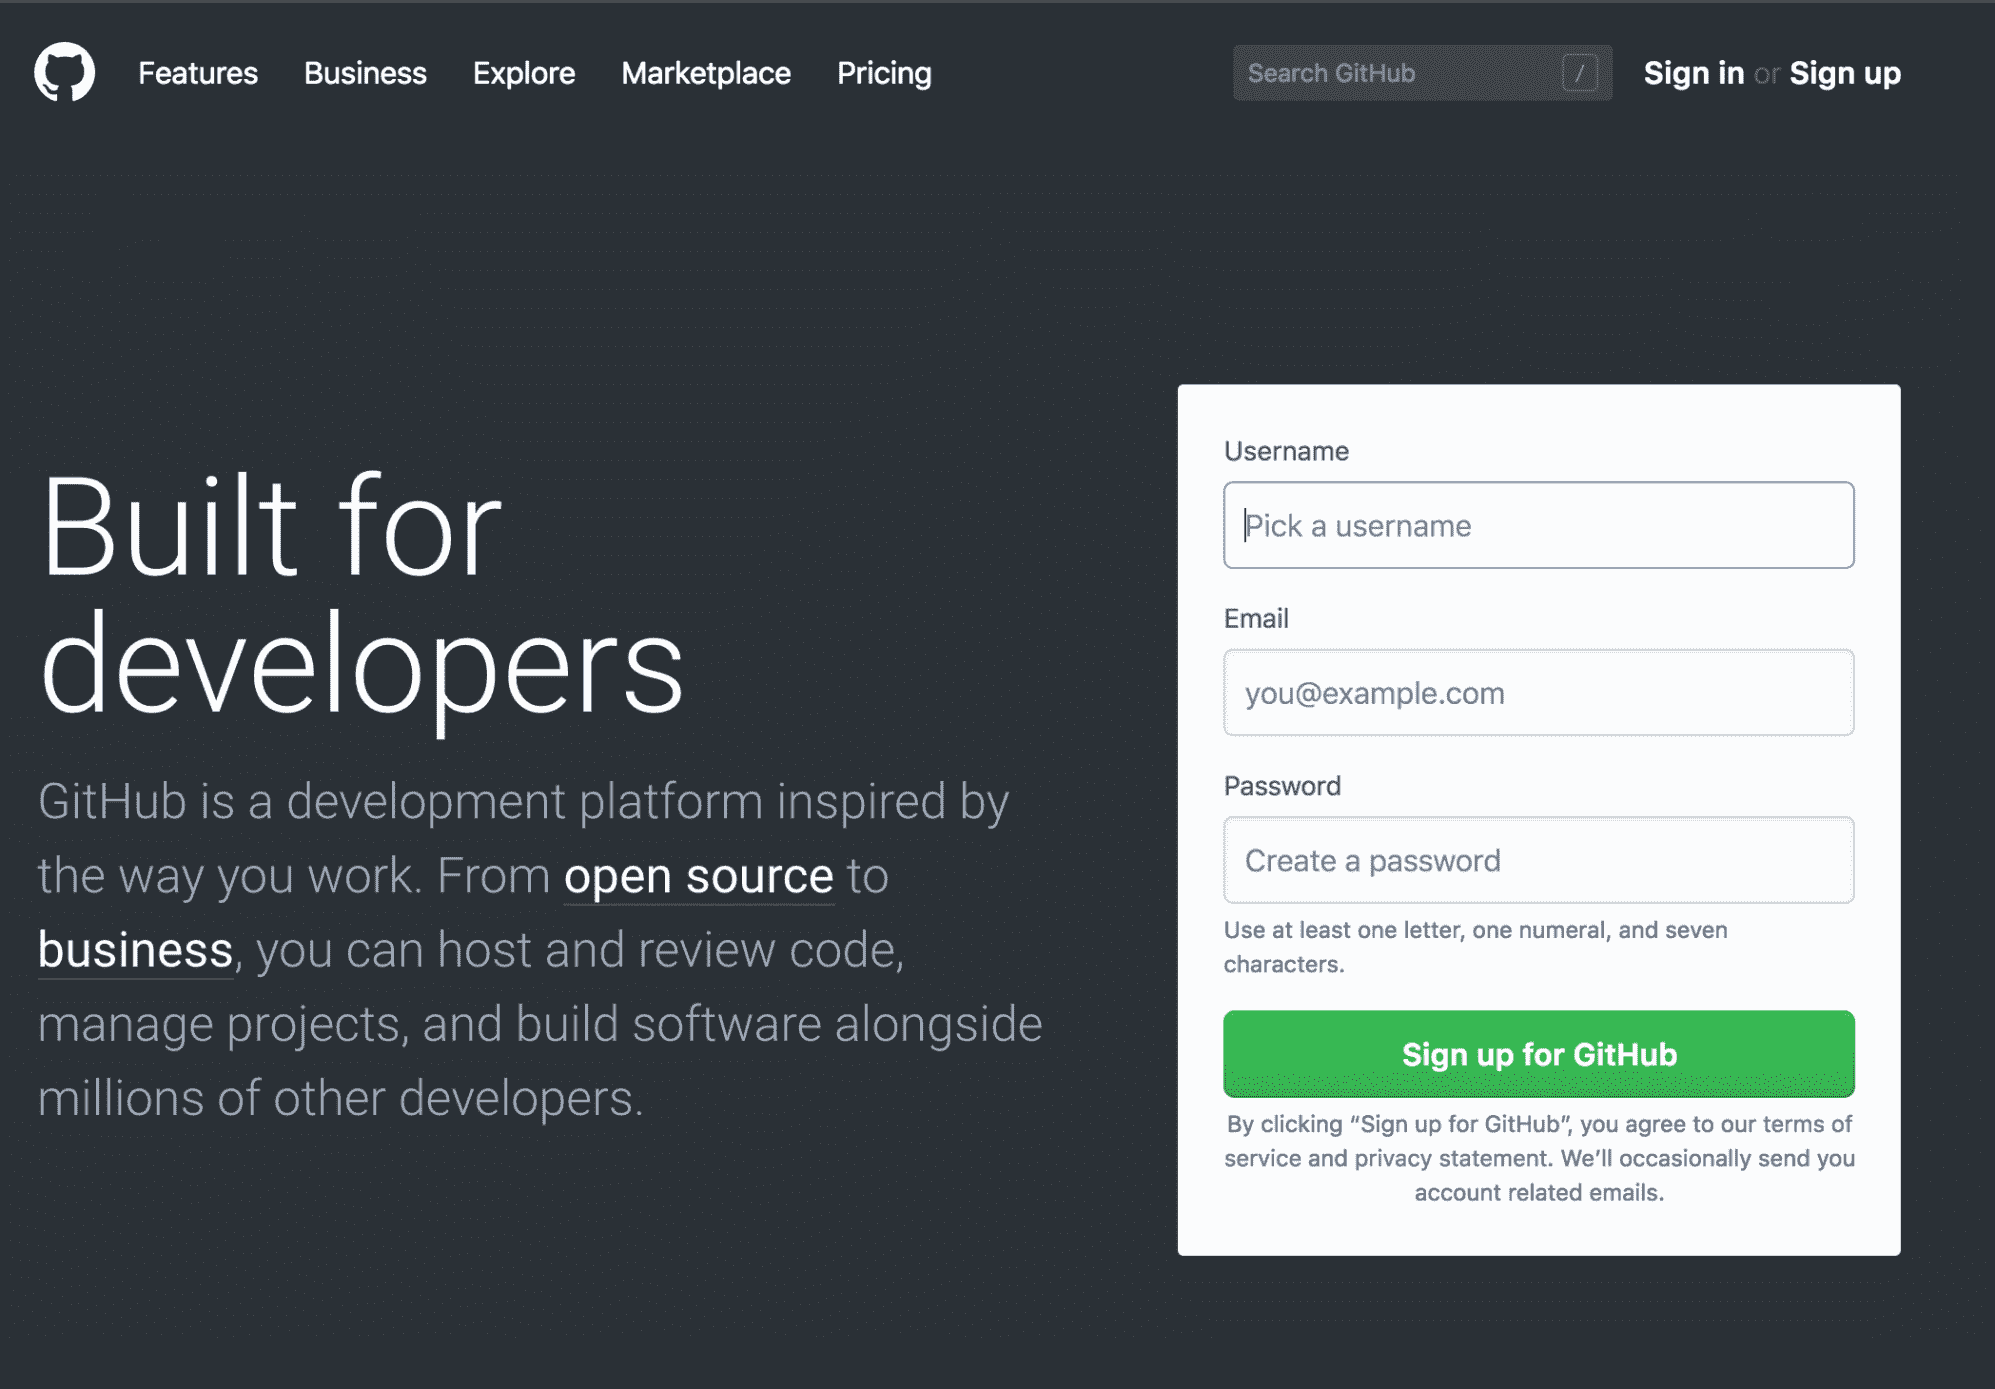 Features Business Explore Marketplace Pricing Search GitHub / Sign in or Sign up
Built for
developers
GitHub is a development platform inspired by
the way you work. From open source to
business, you can host and review code,
manage projects, and build software alongside
millions of other developers.
Username
Pick a username
Email
you@example.com
Password
Create a password
Use at least one letter, one numeral, and seven
characters.
Sign up for GitHub
By clicking “Sign up for GitHub”, you agree to our terms of
service and privacy statement. We’ll occasionally send you
account related emails.